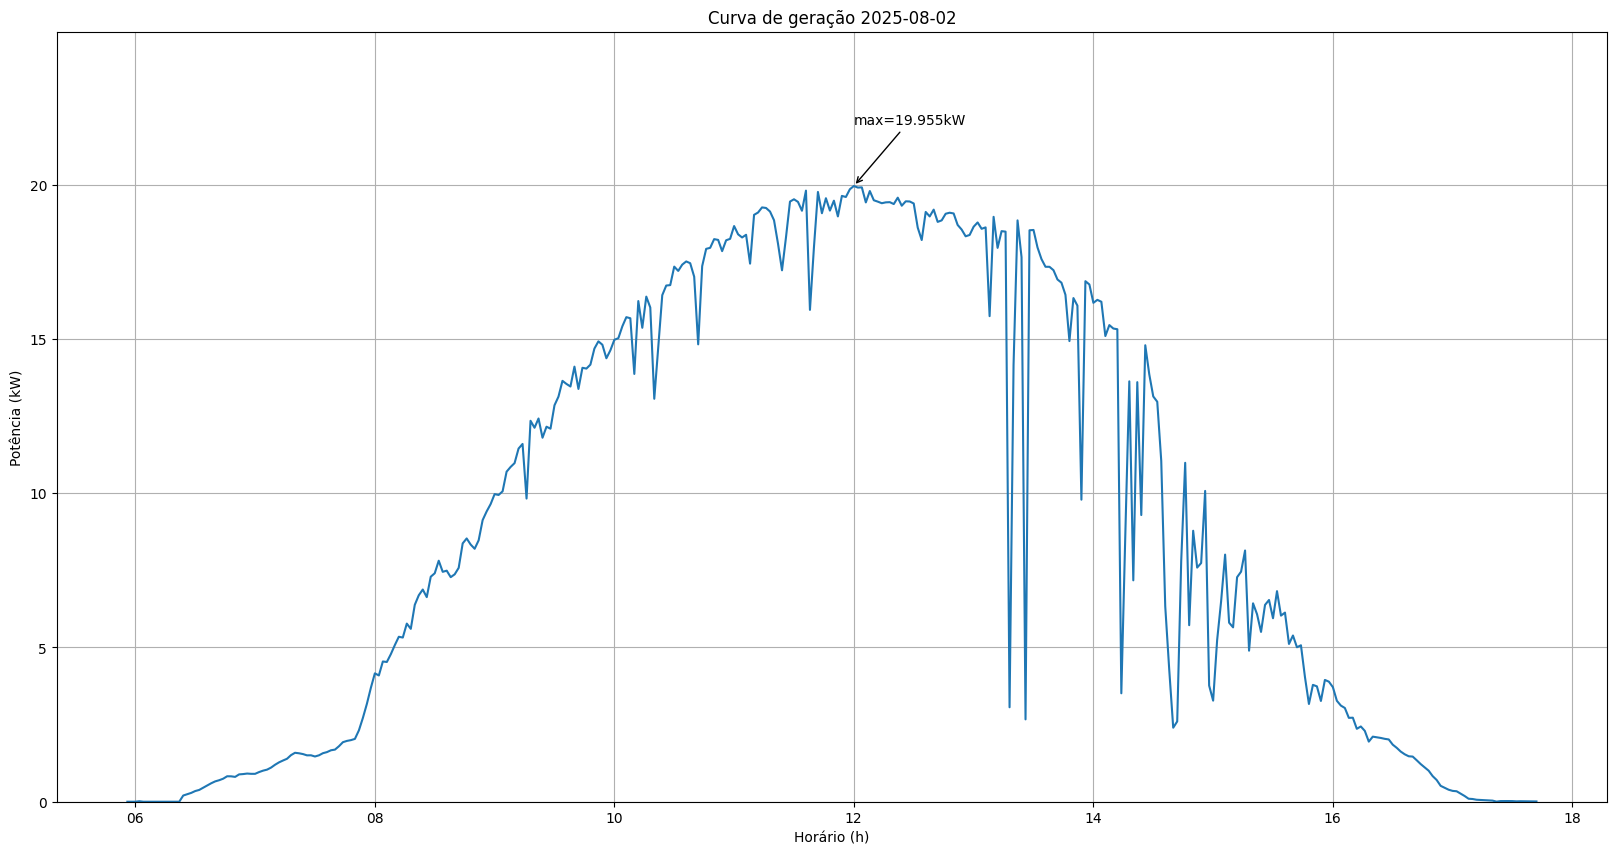 Curva de geração 2025-08-02
max=19.955kW
20
15
10
5
0
Potência (kW)
06 08 10 12 14 16 18
Horário (h)